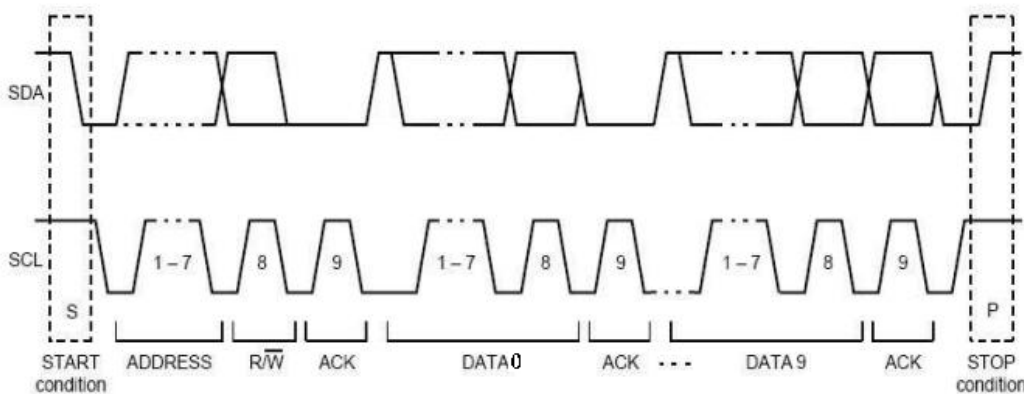 SDA
SCL
1 – 7 8 9 1 – 7 8 9 1 – 7 8 9
S P
START ADDRESS R/W̅ ACK DATA 0 ACK DATA 9 ACK STOP
condition condition